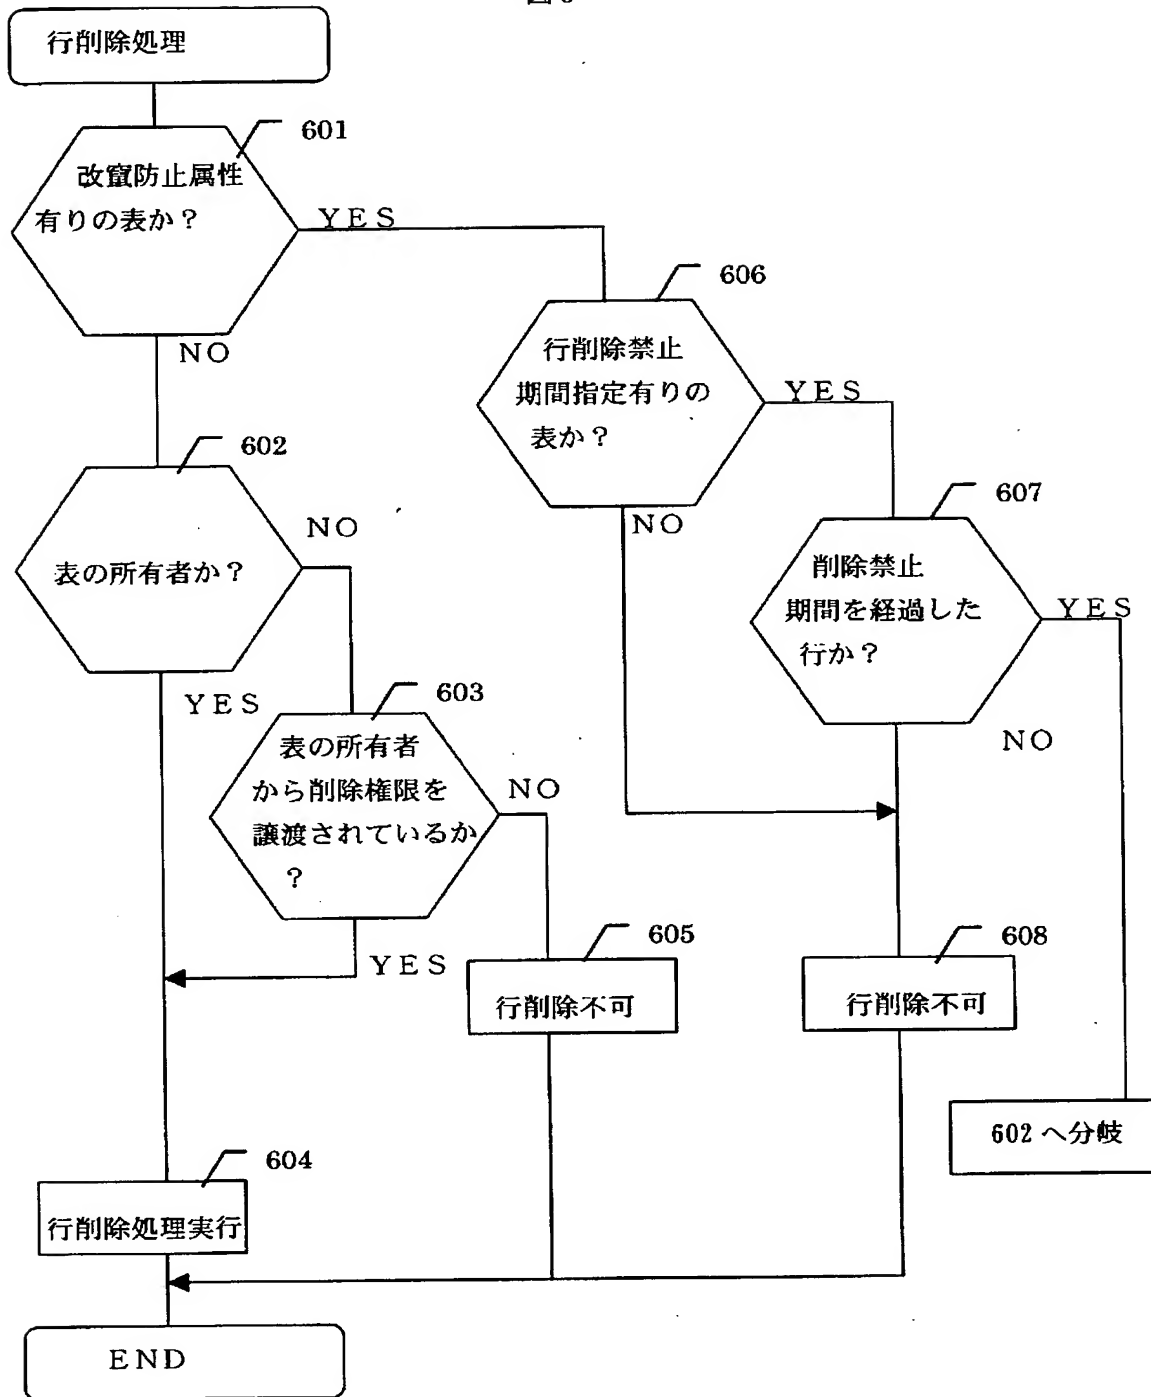 行削除処理
601
改竄防止属性
有りの表か？
YES
NO
606
行削除禁止
期間指定有りの
表か？
YES
NO
602
表の所有者か？
NO
YES
607
削除禁止
期間を経過した
行か？
YES
NO
603
表の所有者
から削除権限を
譲渡されているか
？
NO
YES
605
行削除不可
608
行削除不可
602へ分岐
604
行削除処理実行
END